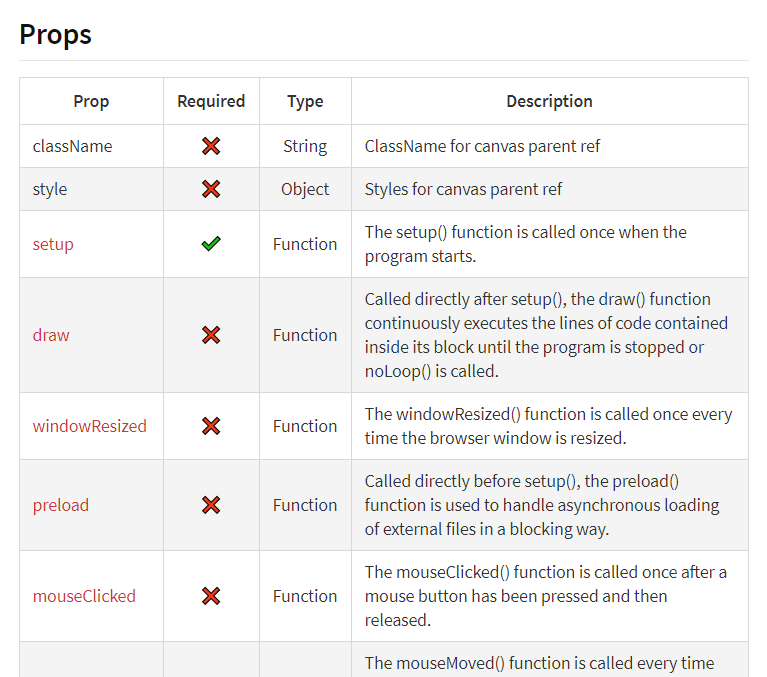 Props
Prop Required Type Description
className String ClassName for canvas parent ref
style Object Styles for canvas parent ref
setup Function The setup() function is called once when the
program starts.
draw Function Called directly after setup(), the draw() function
continuously executes the lines of code contained
inside its block until the program is stopped or
noLoop() is called.
windowResized Function The windowResized() function is called once every
time the browser window is resized.
preload Function Called directly before setup(), the preload()
function is used to handle asynchronous loading
of external files in a blocking way.
mouseClicked Function The mouseClicked() function is called once after a
mouse button has been pressed and then
released.
The mouseMoved() function is called every time